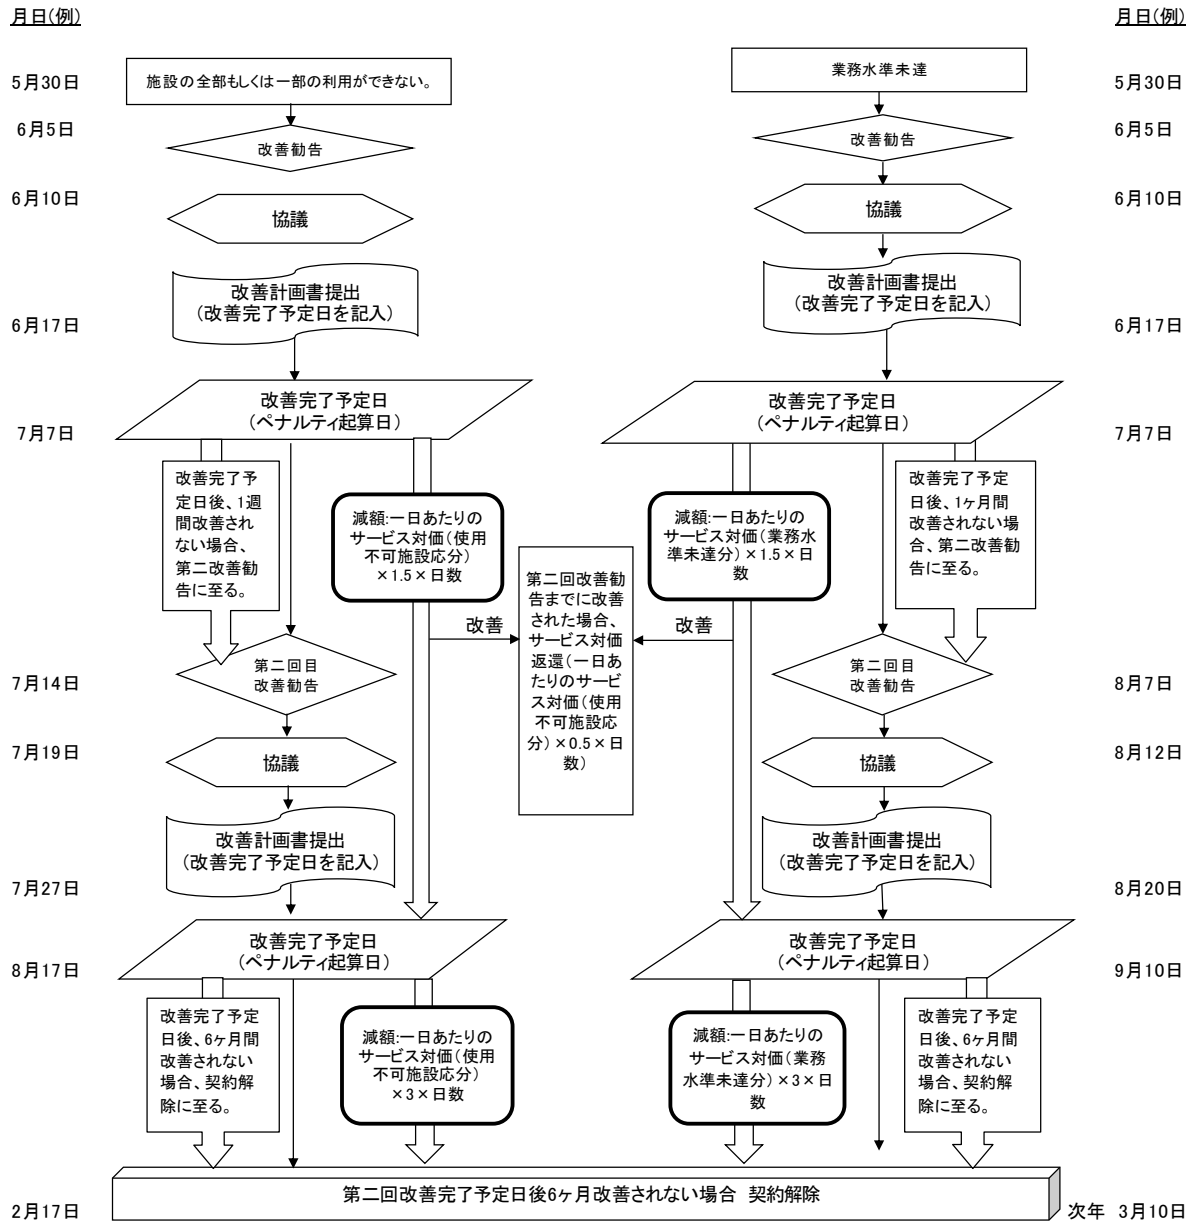 月日(例)
月日(例)
5月30日
施設の全部もしくは一部の利用ができない。
業務水準未達
5月30日
6月5日
改善勧告
改善勧告
6月5日
6月10日
協議
協議
6月10日
改善計画書提出
(改善完了予定日を記入)
改善計画書提出
(改善完了予定日を記入)
6月17日
6月17日
改善完了予定日
(ペナルティ起算日)
改善完了予定日
(ペナルティ起算日)
7月7日
7月7日
改善完了予
定日後、1週
間改善され
ない場合、
第二改善勧
告に至る。
減額:一日あたりの
サービス対価(使用
不可施設応分)
×1.5×日数
減額:一日あたりの
サービス対価(業務水
準未達分)×1.5×日
数
改善完了予定
日後、1ヶ月間
改善されない場
合、第二改善勧
告に至る。
第二回改善勧
告までに改善
された場合、
サービス対価
返還(一日あ
たりのサービ
ス対価(使用
不可施設応
分)×0.5×日
数)
改善
改善
第二回目
改善勧告
第二回目
改善勧告
7月14日
8月7日
7月19日
協議
協議
8月12日
改善計画書提出
(改善完了予定日を記入)
改善計画書提出
(改善完了予定日を記入)
7月27日
8月20日
改善完了予定日
(ペナルティ起算日)
改善完了予定日
(ペナルティ起算日)
8月17日
9月10日
改善完了予定
日後、6ヶ月間
改善されない
場合、契約解
除に至る。
減額:一日あたりの
サービス対価(使用
不可施設応分)
×3×日数
減額:一日あたりの
サービス対価(業務
水準未達分)×3×日
数
改善完了予定
日後、6ヶ月間
改善されない
場合、契約解
除に至る。
第二回改善完了予定日後6ヶ月改善されない場合 契約解除
2月17日
次年 3月10日